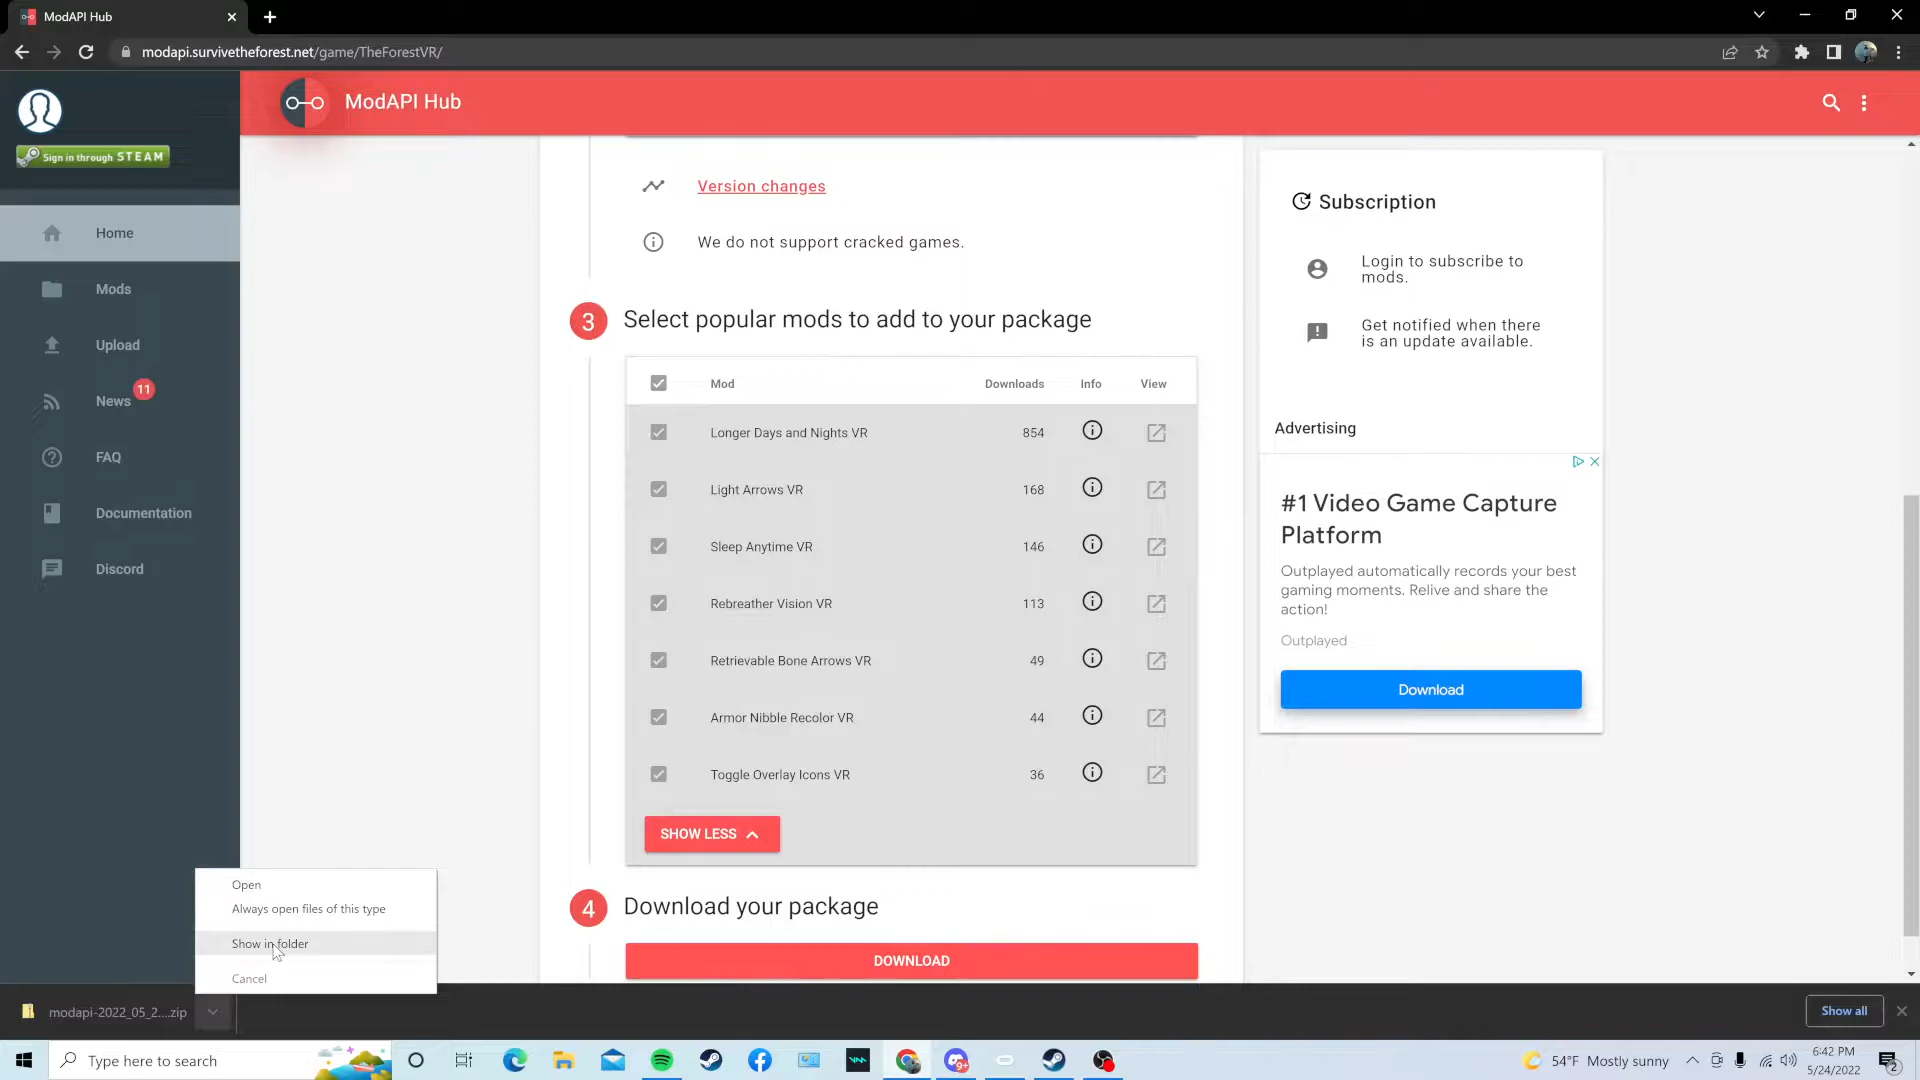 ModAPI Hub
modapi.survivetheforest.net/game/TheForestVR/
Sign in through STEAM
Home
Mods
Upload
News
11
FAQ
Documentation
Discord
ModAPI Hub
Version changes
We do not support cracked games.
3
Select popular mods to add to your package
Mod Downloads Info View
Longer Days and Nights VR 854
Light Arrows VR 168
Sleep Anytime VR 146
Rebreather Vision VR 113
Retrievable Bone Arrows VR 49
Armor Nibble Recolor VR 44
Toggle Overlay Icons VR 36
SHOW LESS
4
Download your package
DOWNLOAD
Subscription
Login to subscribe to
mods.
Get notified when there
is an update available.
Advertising
#1 Video Game Capture
Platform
Outplayed automatically records your best
gaming moments. Relive and share the
action!
Outplayed
Download
Open
Always open files of this type
Show in folder
Cancel
modapi-2022_05_2....zip
Show all
Type here to search
9+
54°F Mostly sunny
6:42 PM
5/24/2022
2